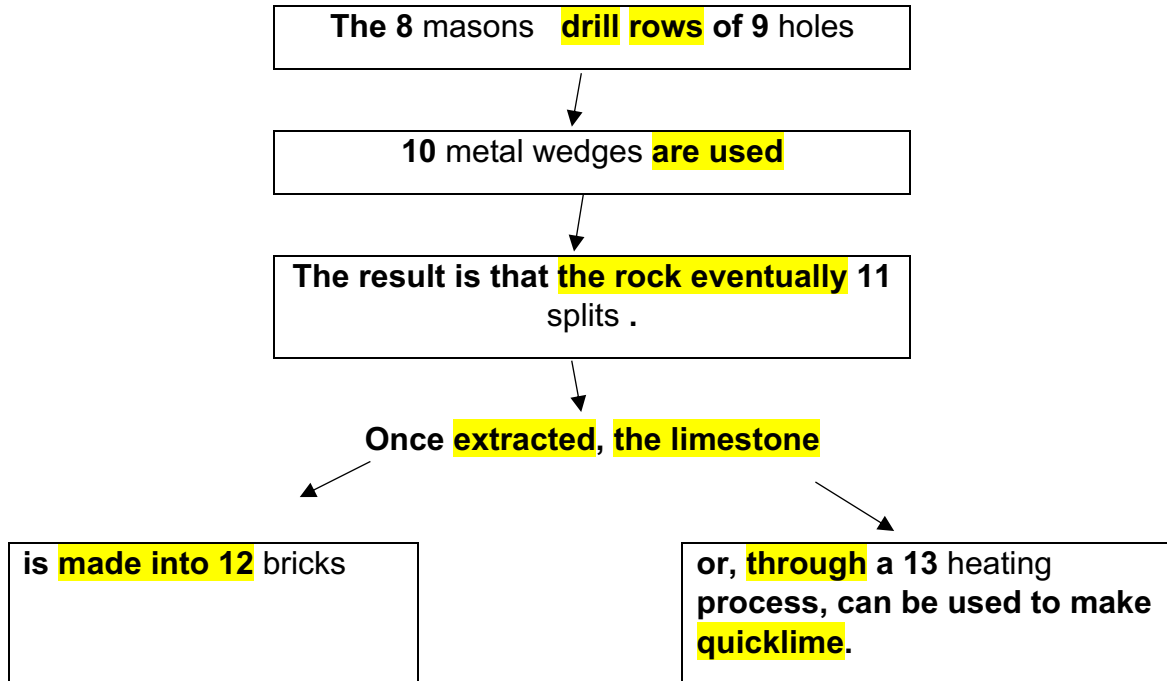 The 8 masons drill rows of 9 holes
10 metal wedges are used
The result is that the rock eventually 11
splits .
Once extracted, the limestone
is made into 12 bricks
or, through a 13 heating
process, can be used to make
quicklime.